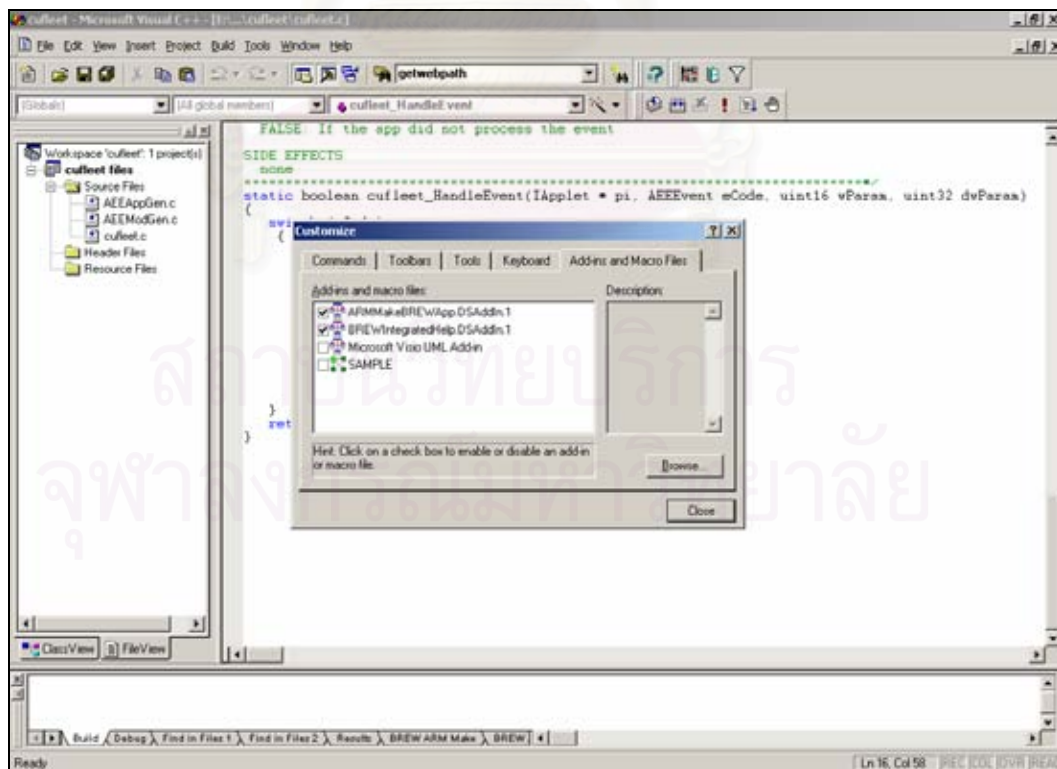 cufleet - Microsoft Visual C++ - [E:\...\cufleet\cufleet.c]
File Edit View Insert Project Build Tools Window Help
getwebpath
(Globals) (All global members) cufleet_HandleEvent
Workspace 'cufleet': 1 project(s)
cufleet files
Source Files
AEEAppGen.c
AEEModGen.c
cufleet.c
Header Files
Resource Files
ClassView FileView
FALSE: If the app did not process the event
SIDE EFFECTS
none
static boolean cufleet_HandleEvent(IApplet * pi, AEEEvent eCode, uint16 wParam, uint32 dwParam)
{
{
}
ret
}
Customize
Commands Toolbars Tools Keyboard Add-ins and Macro Files
Add-ins and macro files: Description:
ARMMakeBREWApp.DSAddIn.1
BREWIntegratedHelp.DSAddIn.1
Microsoft Visio UML Add-in
SAMPLE
Hint: Click on a check box to enable or disable an add-in
or macro file.
Browse...
Close
สถาบันวิทยบริการ
จุฬาลงกรณ์มหาวิทยาลัย
Build Debug Find in Files 1 Find in Files 2 Results BREW ARM Make BREW
Ready Ln 16, Col 58 REC COL OVR READ